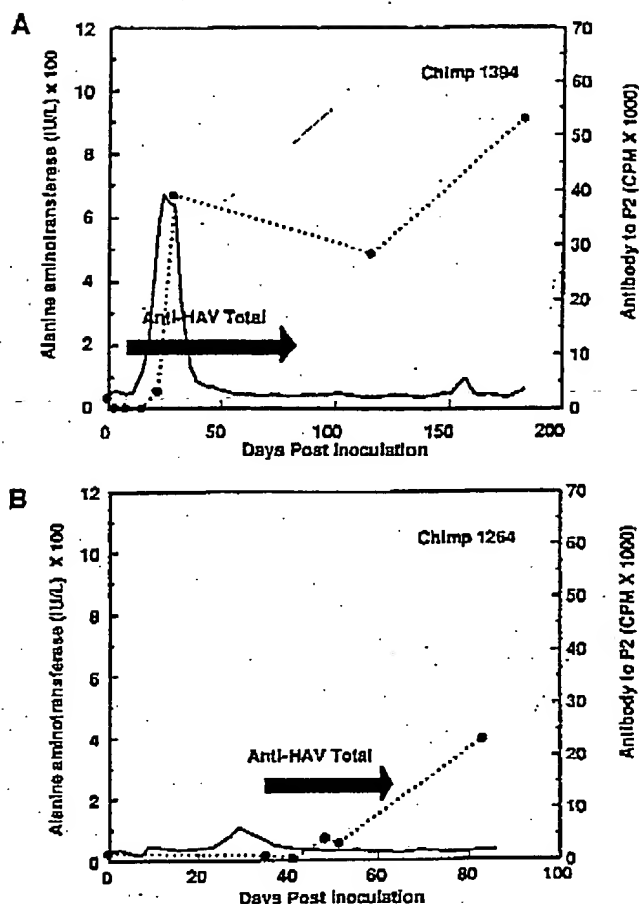 A
Chimp 1394
Alanine aminotransferase (IU/L) x 100
12
10
8
6
4
2
0
Anti-HAV Total
70
60
50
40
30
20
10
0
Antibody to P2 (CPM X 1000)
0 50 100 150 200
Days Post Inoculation
B
Chimp 1264
Alanine aminotransferase (IU/L) X 100
12
10
8
6
4
2
0
Anti-HAV Total
70
60
50
40
30
20
10
0
Antibody to P2 (CPM X 1000)
0 20 40 60 80 100
Days Post Inoculation